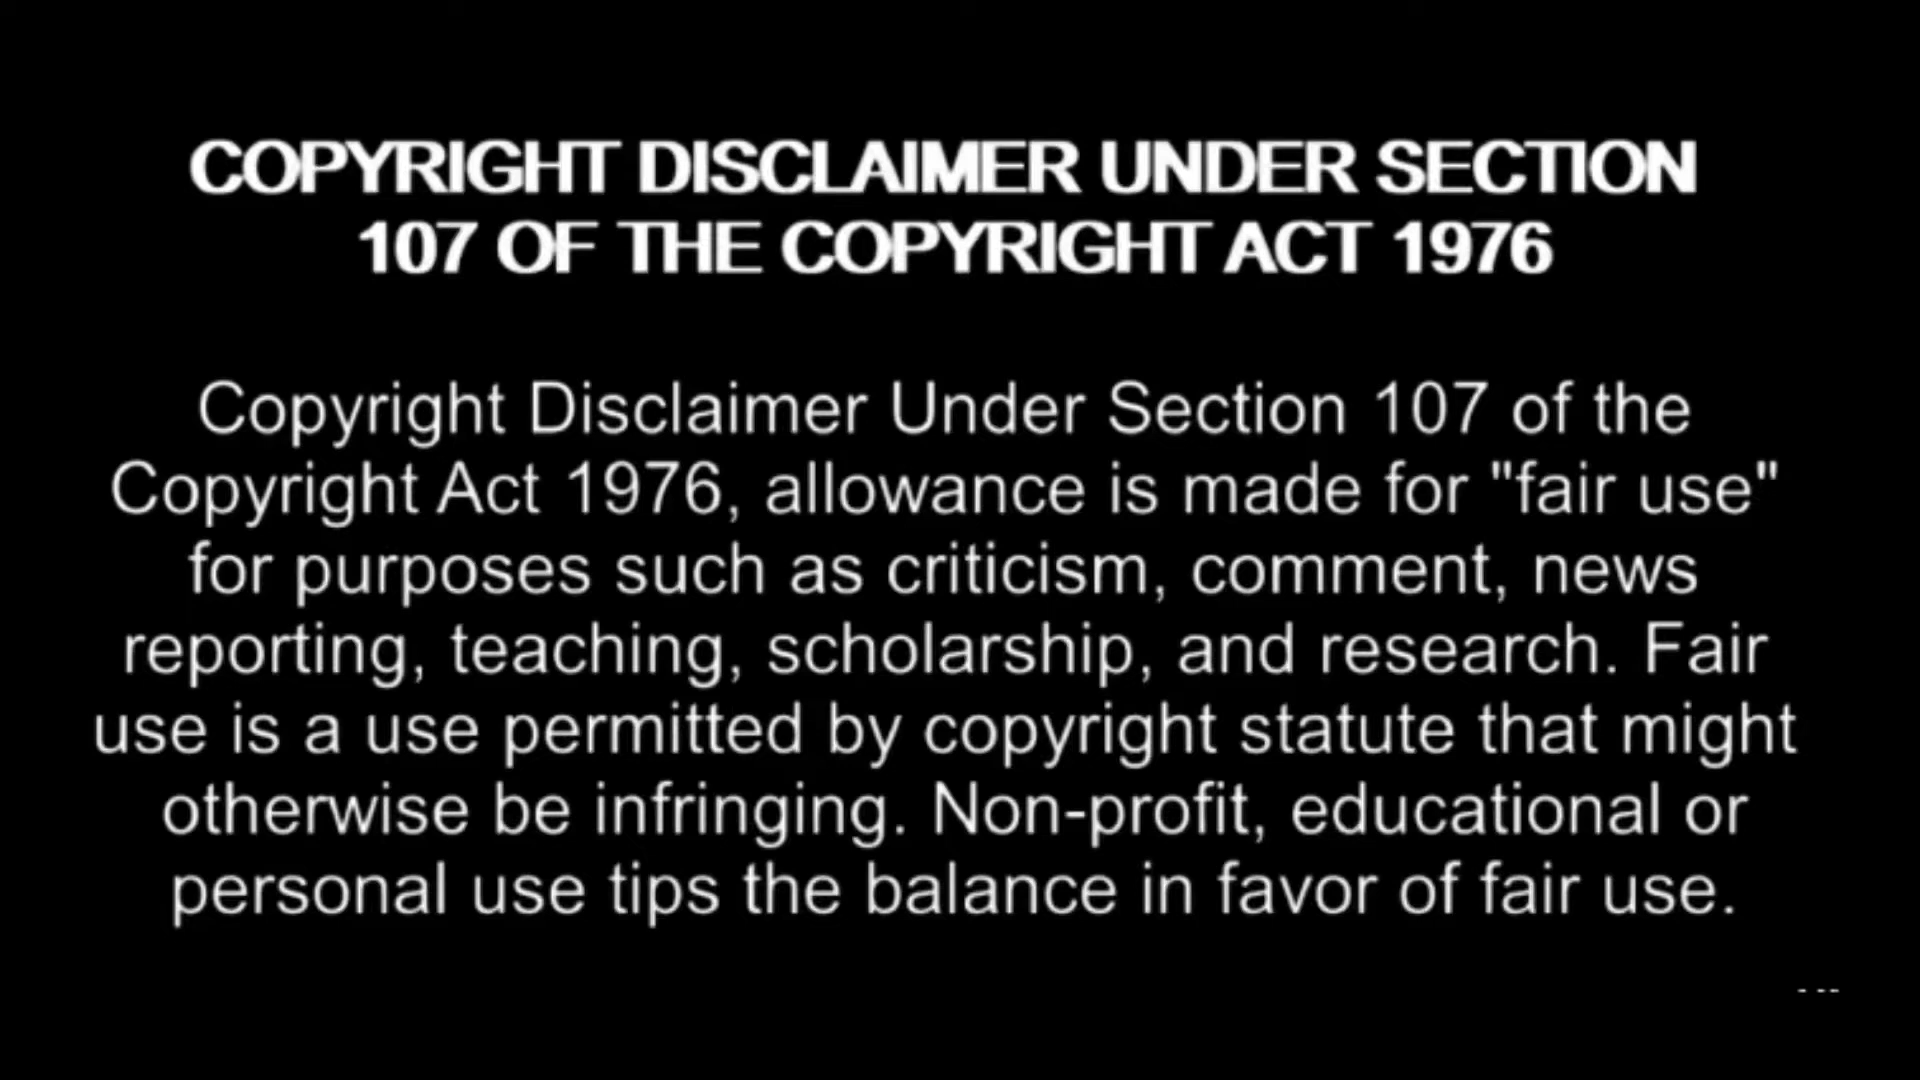 COPYRIGHT DISCLAIMER UNDER SECTION
107 OF THE COPYRIGHT ACT 1976
Copyright Disclaimer Under Section 107 of the
Copyright Act 1976, allowance is made for "fair use"
for purposes such as criticism, comment, news
reporting, teaching, scholarship, and research. Fair
use is a use permitted by copyright statute that might
otherwise be infringing. Non-profit, educational or
personal use tips the balance in favor of fair use.